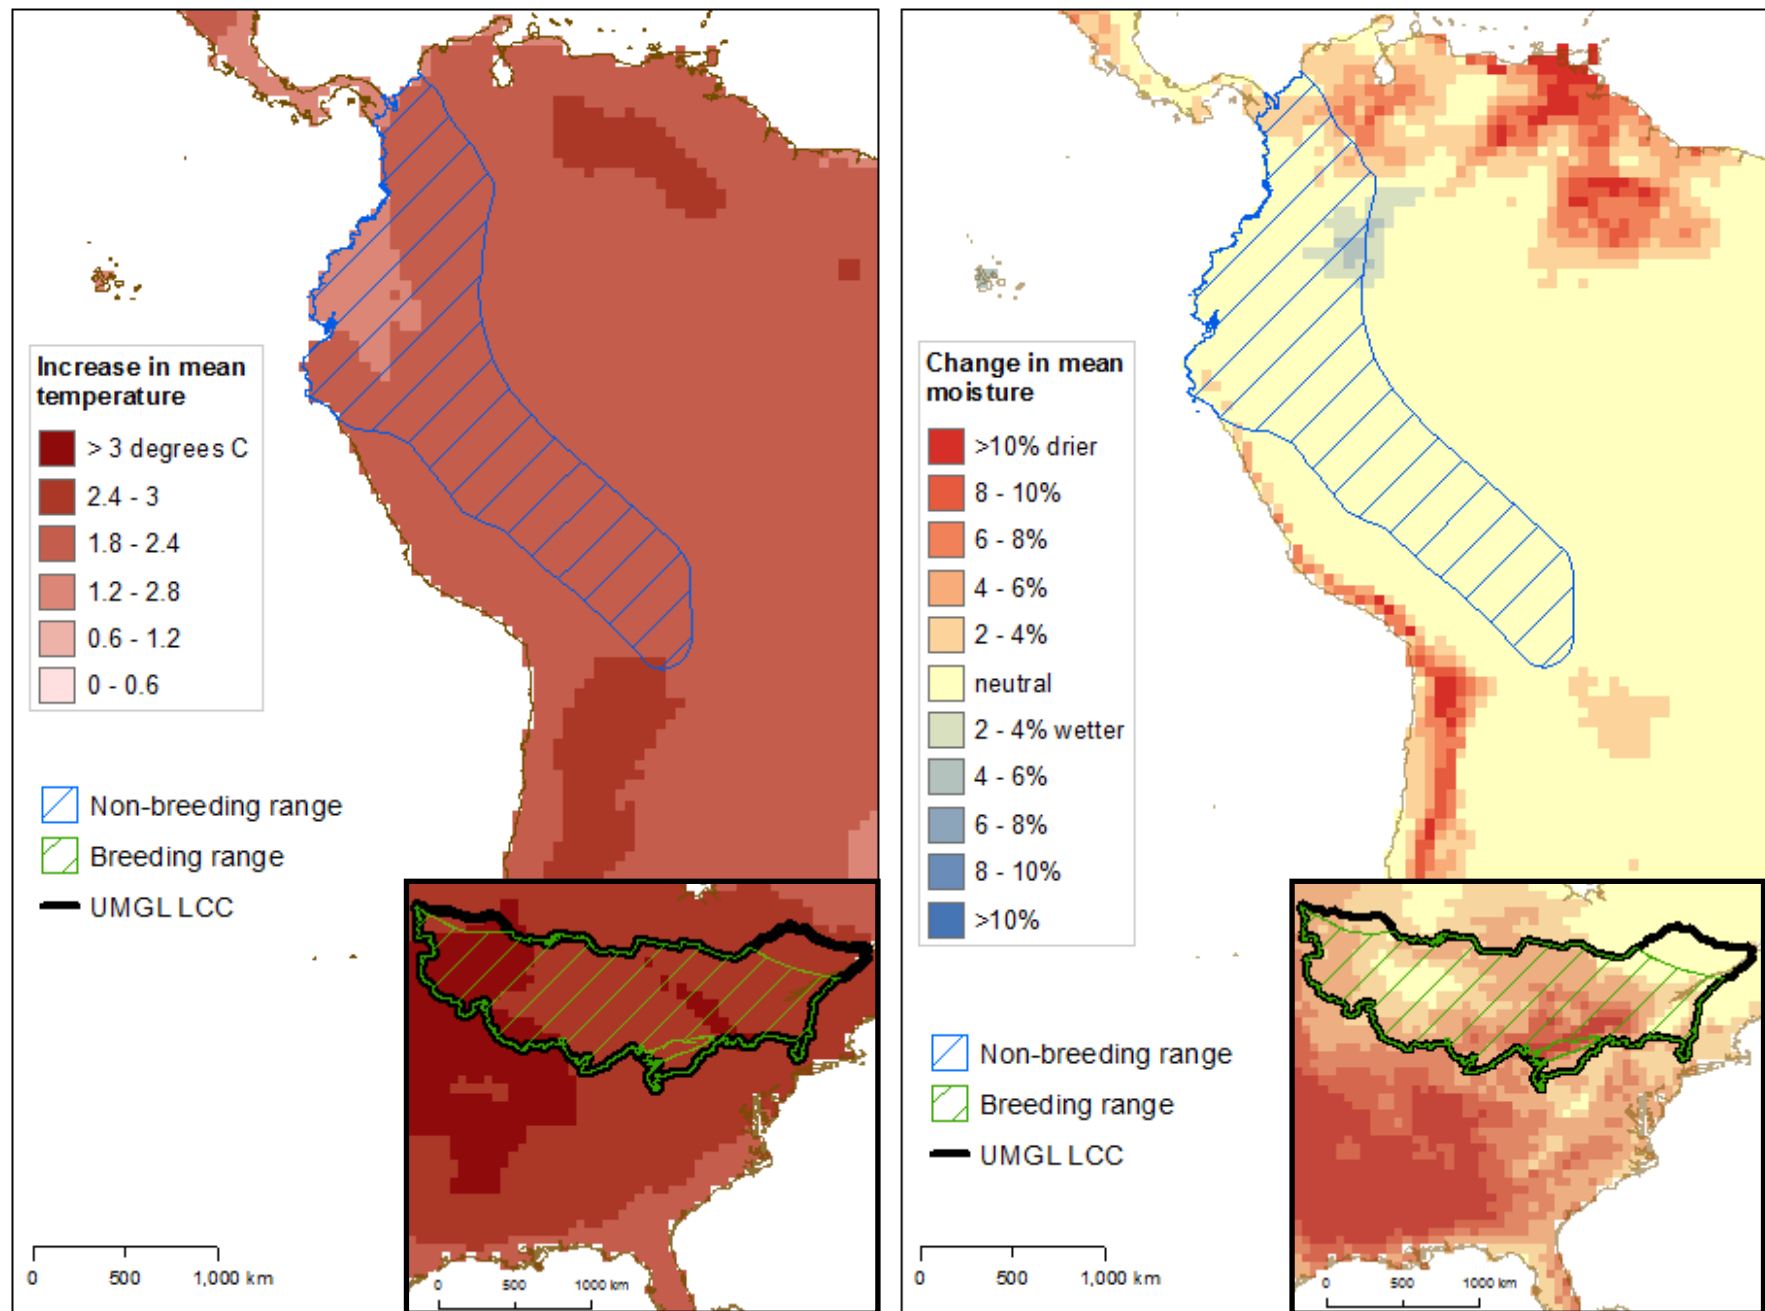 Increase in mean
temperature
> 3 degrees C
2.4 - 3
1.8 - 2.4
1.2 - 2.8
0.6 - 1.2
0 - 0.6
Non-breeding range
Breeding range
UMGL LCC
0 500 1,000 km
0 500 1000 km
Change in mean
moisture
>10% drier
8 - 10%
6 - 8%
4 - 6%
2 - 4%
neutral
2 - 4% wetter
4 - 6%
6 - 8%
8 - 10%
>10%
Non-breeding range
Breeding range
UMGL LCC
0 500 1,000 km
0 500 1000 km